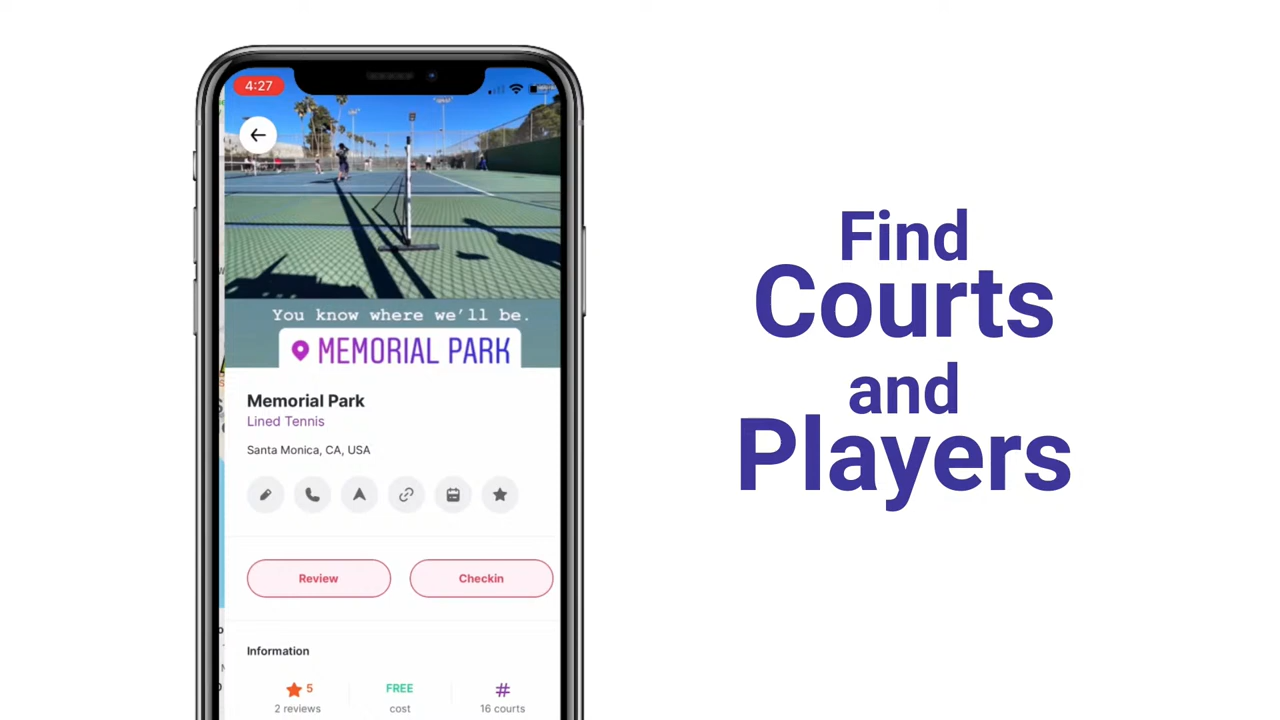 4:27
You know where we'll be.
MEMORIAL PARK
Memorial Park
Lined Tennis
Santa Monica, CA, USA
Review
Checkin
Information
5
FREE
#
2 reviews
cost
16 courts
Find
Courts
and
Players